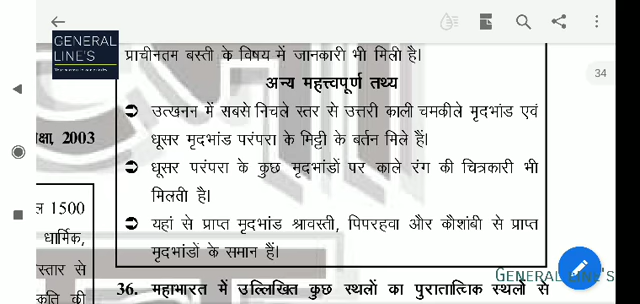 GENERAL
LINE'S
34
प्राचीनतम बस्ती के विषय में जानकारी भी मिली है।
अन्य महत्त्वपूर्ण तथ्य
उत्खनन में सबसे निचले स्तर से उत्तरी काली चमकीले मृदभांड एवं
धूसर मृदभांड परंपरा के मिट्टी के बर्तन मिले हैं।
धूसर परंपरा के कुछ मृदभांडों पर काले रंग की चित्रकारी भी
मिलती है।
यहां से प्राप्त मृदभांड श्रावस्ती, पिपरहवा और कौशांबी से प्राप्त
मृदभांडों के समान हैं।
क्षा, 2003
ल 1500
धार्मिक,
स्तार से
कृति की
GENERAL LINE'S
36. महाभारत में उल्लिखित कुछ स्थलों का पुरातात्विक स्थलों से